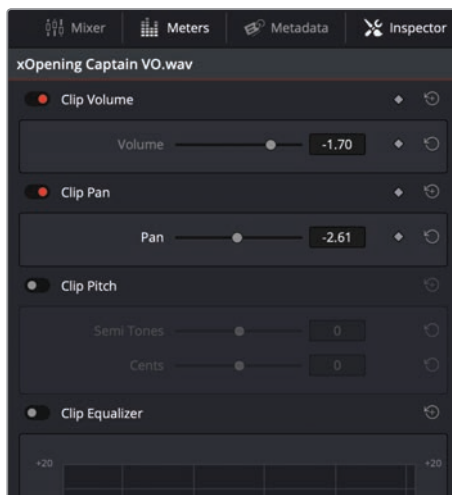 Mixer Meters Metadata Inspector
xOpening Captain VO.wav
Clip Volume
Volume -1.70
Clip Pan
Pan -2.61
Clip Pitch
Semi Tones 0
Cents 0
Clip Equalizer
+20 +20